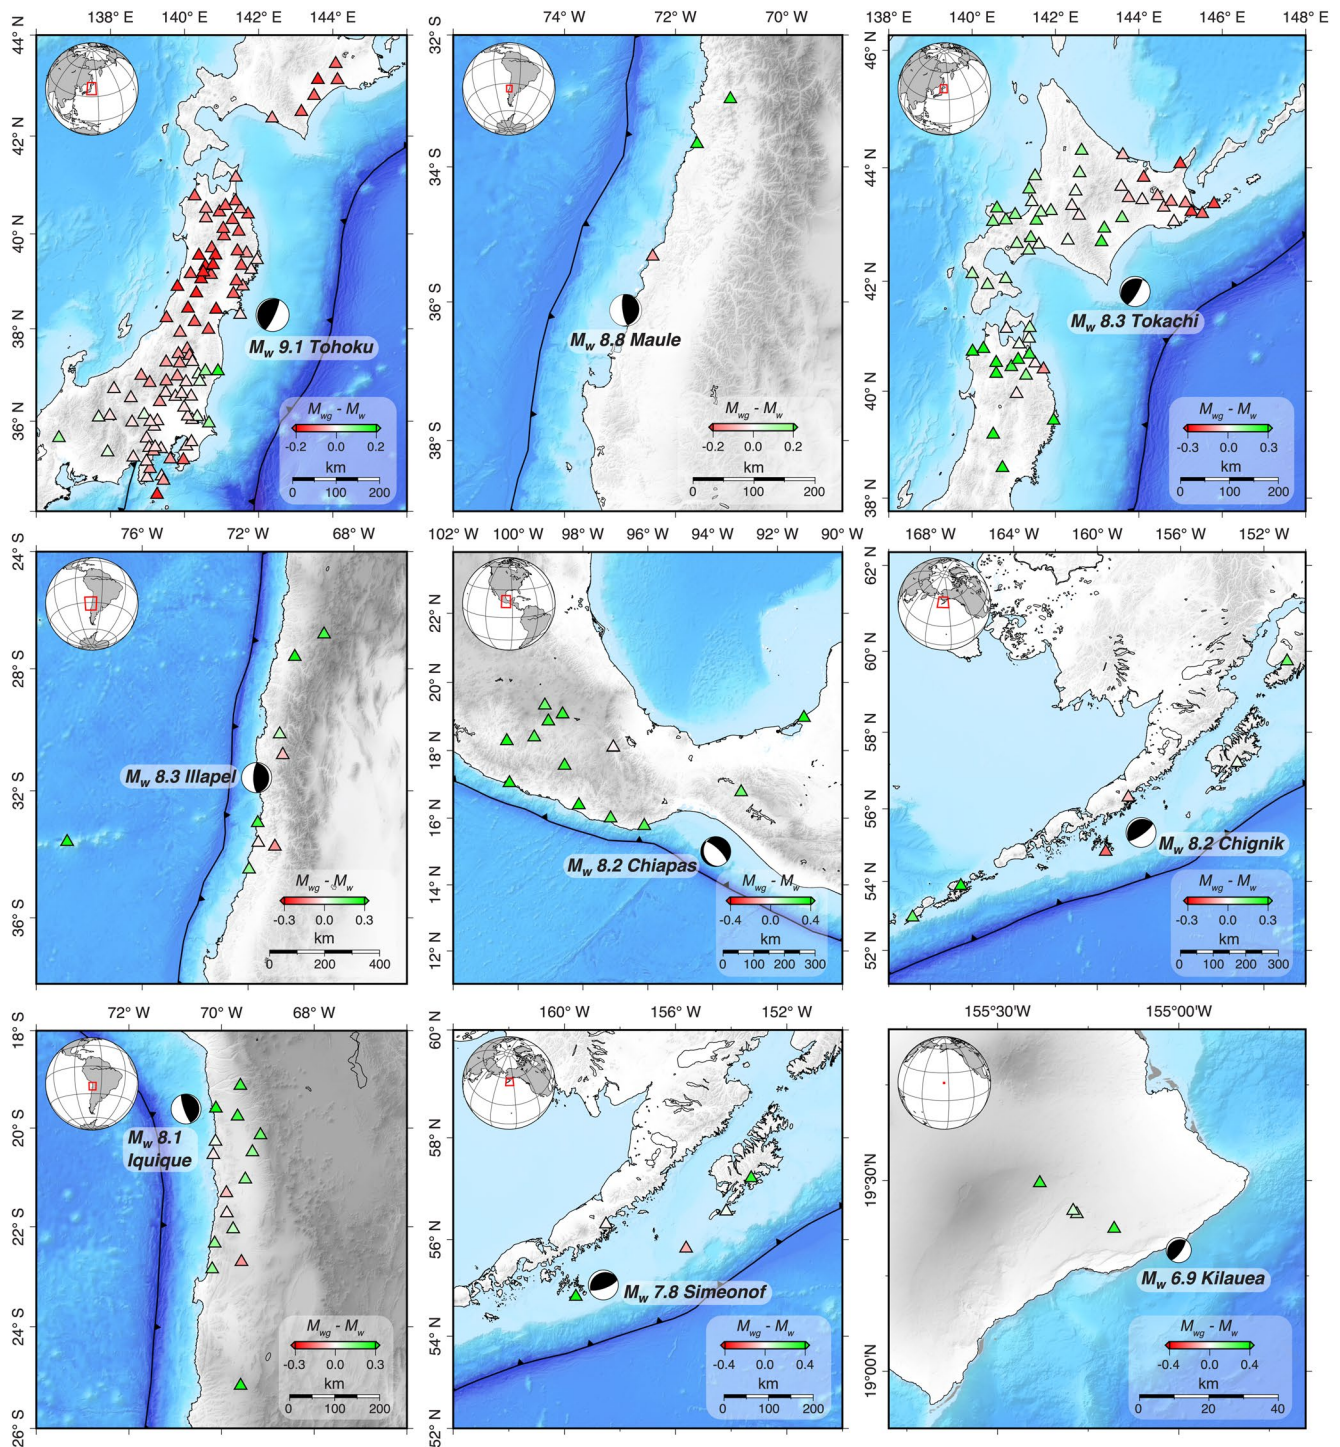 138° E 140° E 142° E 144° E
44° N
42° N
40° N
38° N
36° N
Mw 9.1 Tohoku
Mwg - Mw
-0.2 0.0 0.2
km
0 100 200
74° W 72° W 70° W
32° S
34° S
36° S
38° S
Mw 8.8 Maule
Mwg - Mw
-0.2 0.0 0.2
km
0 100 200
138° E 140° E 142° E 144° E 146° E 148° E
46° N
44° N
42° N
40° N
38° N
Mw 8.3 Tokachi
Mwg - Mw
-0.3 0.0 0.3
km
0 100 200
76° W 72° W 68° W
24° S
28° S
32° S
36° S
Mw 8.3 Illapel
Mwg - Mw
-0.3 0.0 0.3
km
0 200 400
102° W 100° W 98° W 96° W 94° W 92° W 90° W
22° N
20° N
18° N
16° N
14° N
12° N
Mw 8.2 Chiapas
Mwg - Mw
-0.4 0.0 0.4
km
0 100 200 300
168° W 164° W 160° W 156° W 152° W
62° N
60° N
58° N
56° N
54° N
52° N
Mw 8.2 Chignik
Mwg - Mw
-0.3 0.0 0.3
km
0 100 200 300
72° W 70° W 68° W
18° S
20° S
22° S
24° S
26° S
Mw 8.1
Iquique
Mwg - Mw
-0.3 0.0 0.3
km
0 100 200
160° W 156° W 152° W
60° N
58° N
56° N
54° N
52° N
Mw 7.8 Simeonof
Mwg - Mw
-0.4 0.0 0.4
km
0 100 200
155°30'W 155°00'W
19°30'N
19°00'N
Mw 6.9 Kilauea
Mwg - Mw
-0.4 0.0 0.4
km
0 20 40